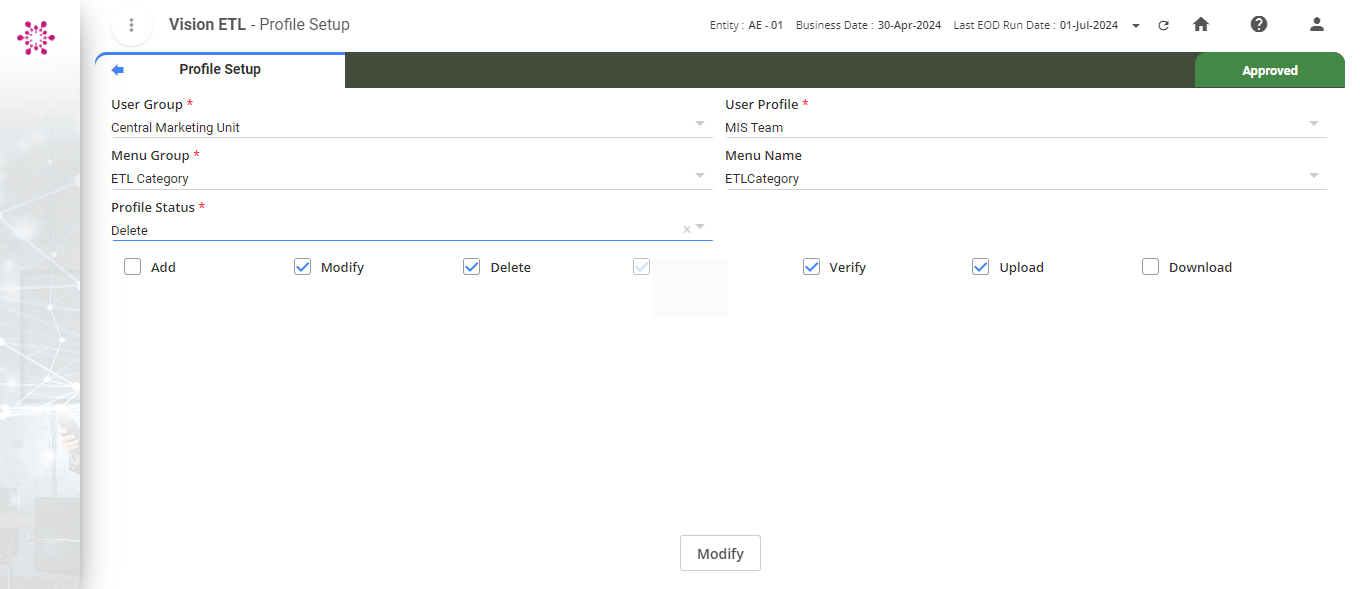 Vision ETL - Profile Setup
Entity : AE - 01 Business Date : 30-Apr-2024 Last EOD Run Date : 01-Jul-2024
Profile Setup
Approved
User Group *
User Profile *
Central Marketing Unit
MIS Team
Menu Group *
Menu Name
ETL Category
ETLCategory
Profile Status *
Delete
Add Modify Delete Verify Upload Download
Modify